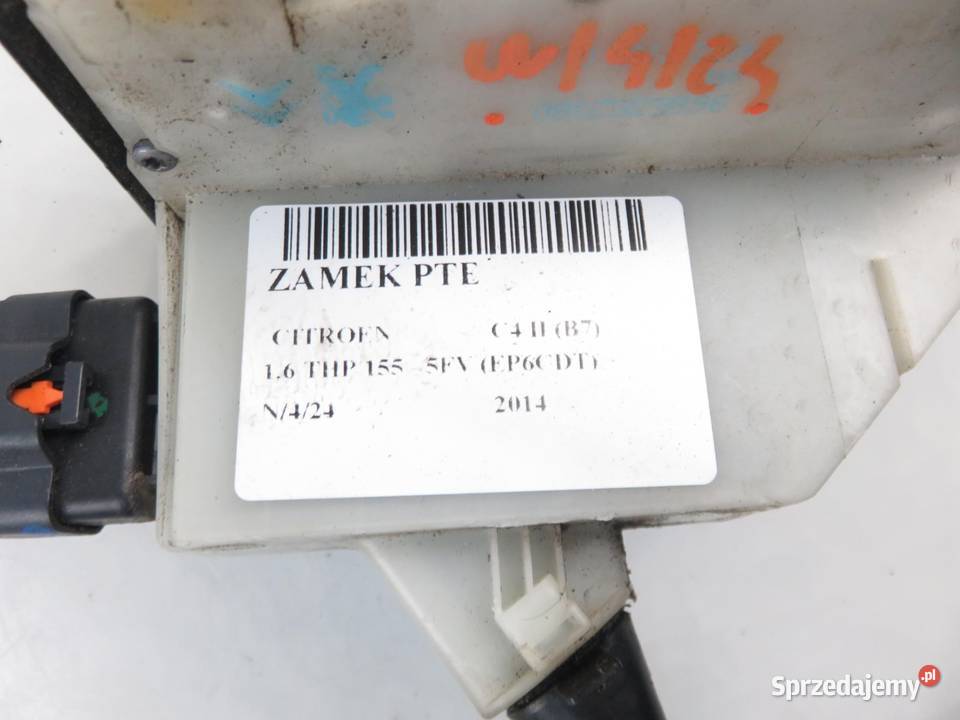 ZAMEK PTE
CITROEN C4 II (B7)
1.6 THP 155 5FV (EP6CDT)
N/4/24 2014
Sprzedajemy.pl